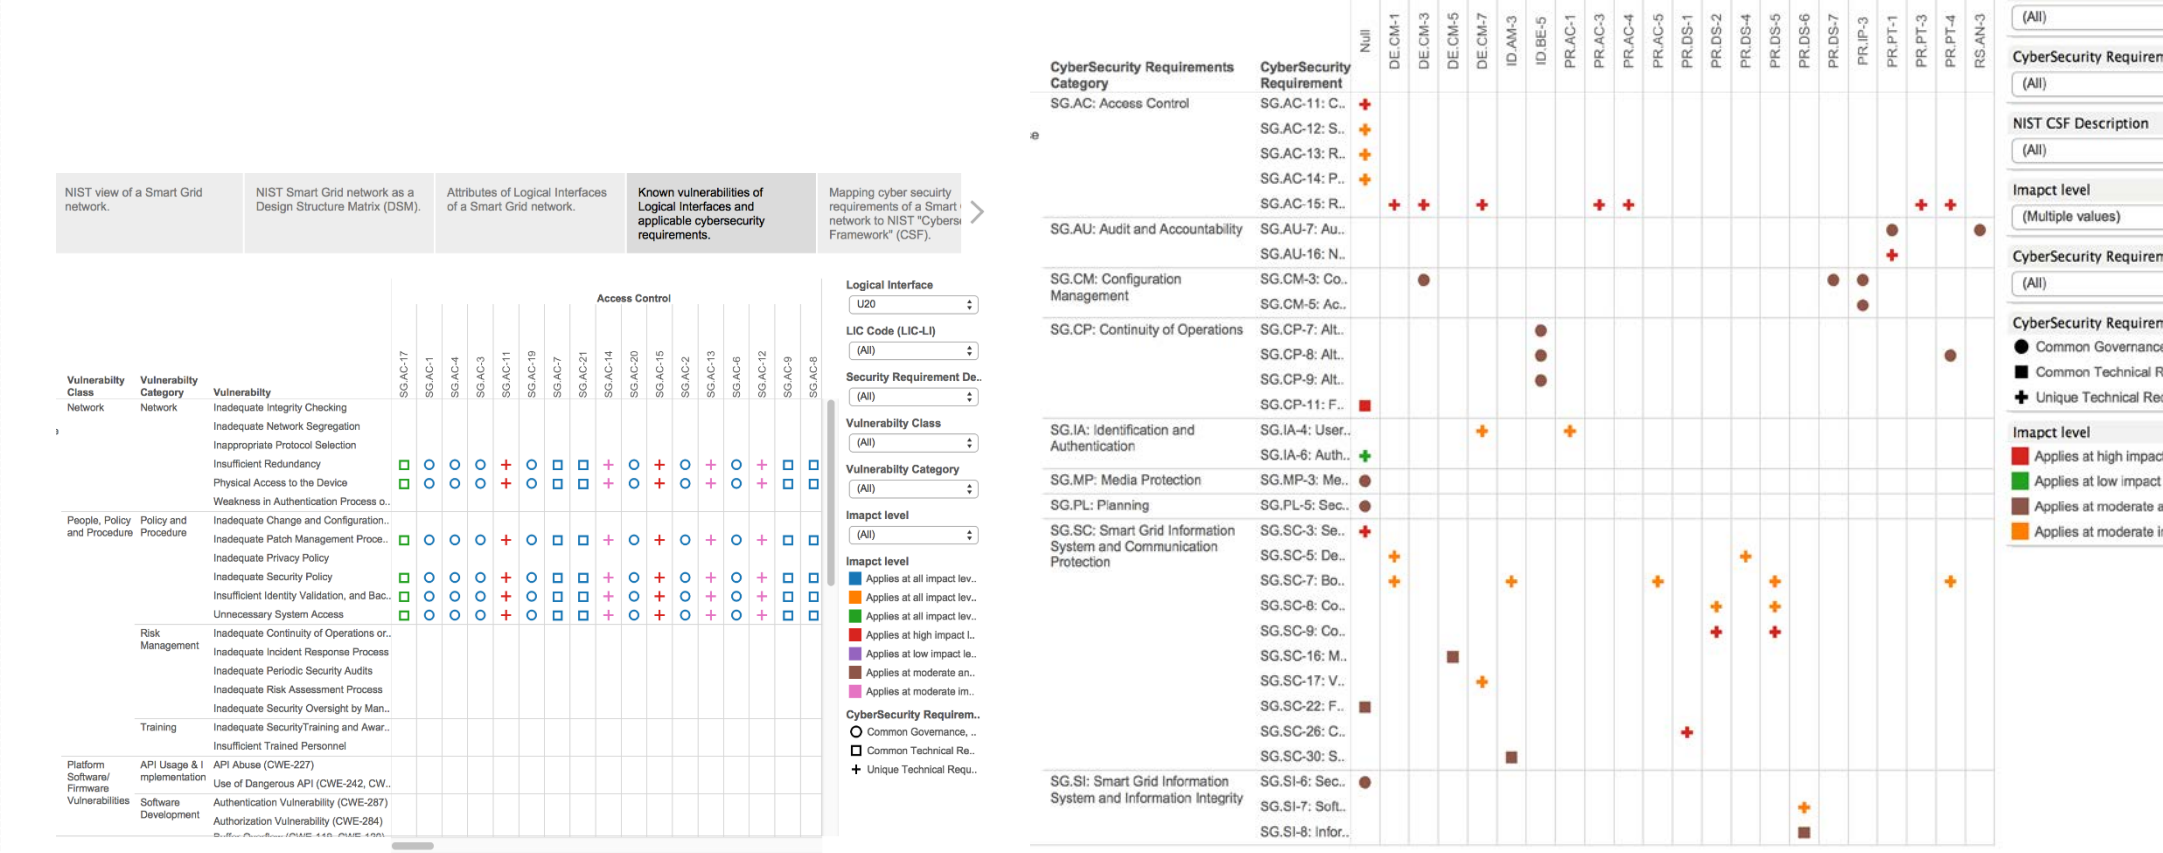 NIST view of a Smart Grid
network.
NIST Smart Grid network as a
Design Structure Matrix (DSM).
Attributes of Logical Interfaces
of a Smart Grid network.
Known vulnerabilities of
Logical Interfaces and
applicable cybersecurity
requirements.
Mapping cyber secuirty
requirements of a Smart
network to NIST "Cyberse
Framework" (CSF).
Access Control
Vulnerabilty
Class
Vulnerabilty
Category
Vulnerabilty
SG.AC-17
SG.AC-1
SG.AC-4
SG.AC-3
SG.AC-11
SG.AC-19
SG.AC-7
SG.AC-21
SG.AC-14
SG.AC-20
SG.AC-15
SG.AC-2
SG.AC-13
SG.AC-6
SG.AC-12
SG.AC-9
SG.AC-8
Network
Network
Inadequate Integrity Checking
Inadequate Network Segregation
Inappropriate Protocol Selection
Insufficient Redundancy
Physical Access to the Device
Weakness in Authentication Process o..
People, Policy
and Procedure
Policy and
Procedure
Inadequate Change and Configuration..
Inadequate Patch Management Proce..
Inadequate Privacy Policy
Inadequate Security Policy
Insufficient Identity Validation, and Bac..
Unnecessary System Access
Risk
Management
Inadequate Continuity of Operations or..
Inadequate Incident Response Process
Inadequate Periodic Security Audits
Inadequate Risk Assessment Process
Inadequate Security Oversight by Man..
Training
Inadequate SecurityTraining and Awar..
Insufficient Trained Personnel
Platform
Software/
Firmware
Vulnerabilities
API Usage & I
mplementation
API Abuse (CWE-227)
Use of Dangerous API (CWE-242, CW..
Software
Development
Authentication Vulnerability (CWE-287)
Authorization Vulnerability (CWE-284)
Logical Interface
U20
LIC Code (LIC-LI)
(All)
Security Requirement De..
(All)
Vulnerabilty Class
(All)
Vulnerabilty Category
(All)
Imapct level
(All)
Imapct level
Applies at all impact lev..
Applies at all impact lev..
Applies at all impact lev..
Applies at high impact l..
Applies at low impact le..
Applies at moderate an..
Applies at moderate im..
CyberSecurity Requirem..
Common Governance, ..
Common Technical Re..
Unique Technical Requ..
CyberSecurity Requirements
Category
CyberSecurity
Requirement
Null
DE.CM-1
DE.CM-3
DE.CM-5
DE.CM-7
ID.AM-3
ID.BE-5
PR.AC-1
PR.AC-3
PR.AC-4
PR.AC-5
PR.DS-1
PR.DS-2
PR.DS-4
PR.DS-5
PR.DS-6
PR.DS-7
PR.IP-3
PR.PT-1
PR.PT-3
PR.PT-4
RS.AN-3
SG.AC: Access Control
SG.AC-11: C..
SG.AC-12: S..
SG.AC-13: R..
SG.AC-14: P..
SG.AC-15: R..
SG.AU: Audit and Accountability
SG.AU-7: Au..
SG.AU-16: N..
SG.CM: Configuration
Management
SG.CM-3: Co..
SG.CM-5: Ac..
SG.CP: Continuity of Operations
SG.CP-7: Alt..
SG.CP-8: Alt..
SG.CP-9: Alt..
SG.CP-11: F..
SG.IA: Identification and
Authentication
SG.IA-4: User..
SG.IA-6: Auth..
SG.MP: Media Protection
SG.MP-3: Me..
SG.PL: Planning
SG.PL-5: Sec..
SG.SC: Smart Grid Information
System and Communication
Protection
SG.SC-3: Se..
SG.SC-5: De..
SG.SC-7: Bo..
SG.SC-8: Co..
SG.SC-9: Co..
SG.SC-16: M..
SG.SC-17: V..
SG.SC-22: F..
SG.SC-26: C..
SG.SC-30: S..
SG.SI: Smart Grid Information
System and Information Integrity
SG.SI-6: Sec..
SG.SI-7: Soft..
SG.SI-8: Infor..
(All)
CyberSecurity Requirem
(All)
NIST CSF Description
(All)
Imapct level
(Multiple values)
CyberSecurity Requirem
(All)
CyberSecurity Requirem
Common Governance
Common Technical R
Unique Technical Req
Imapct level
Applies at high impact
Applies at low impact
Applies at moderate a
Applies at moderate i